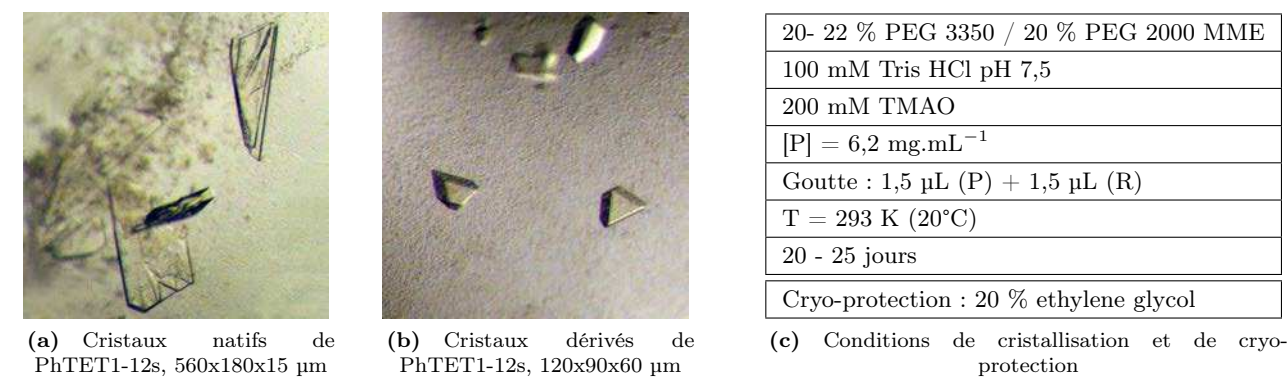 20- 22 % PEG 3350 / 20 % PEG 2000 MME
100 mM Tris HCl pH 7,5
200 mM TMAO
[P] = 6,2 mg.mL⁻¹
Goutte : 1,5 µL (P) + 1,5 µL (R)
T = 293 K (20°C)
20 - 25 jours
Cryo-protection : 20 % ethylene glycol
(a) Cristaux natifs de
PhTET1-12s, 560x180x15 µm
(b) Cristaux dérivés de
PhTET1-12s, 120x90x60 µm
(c) Conditions de cristallisation et de cryo-
protection